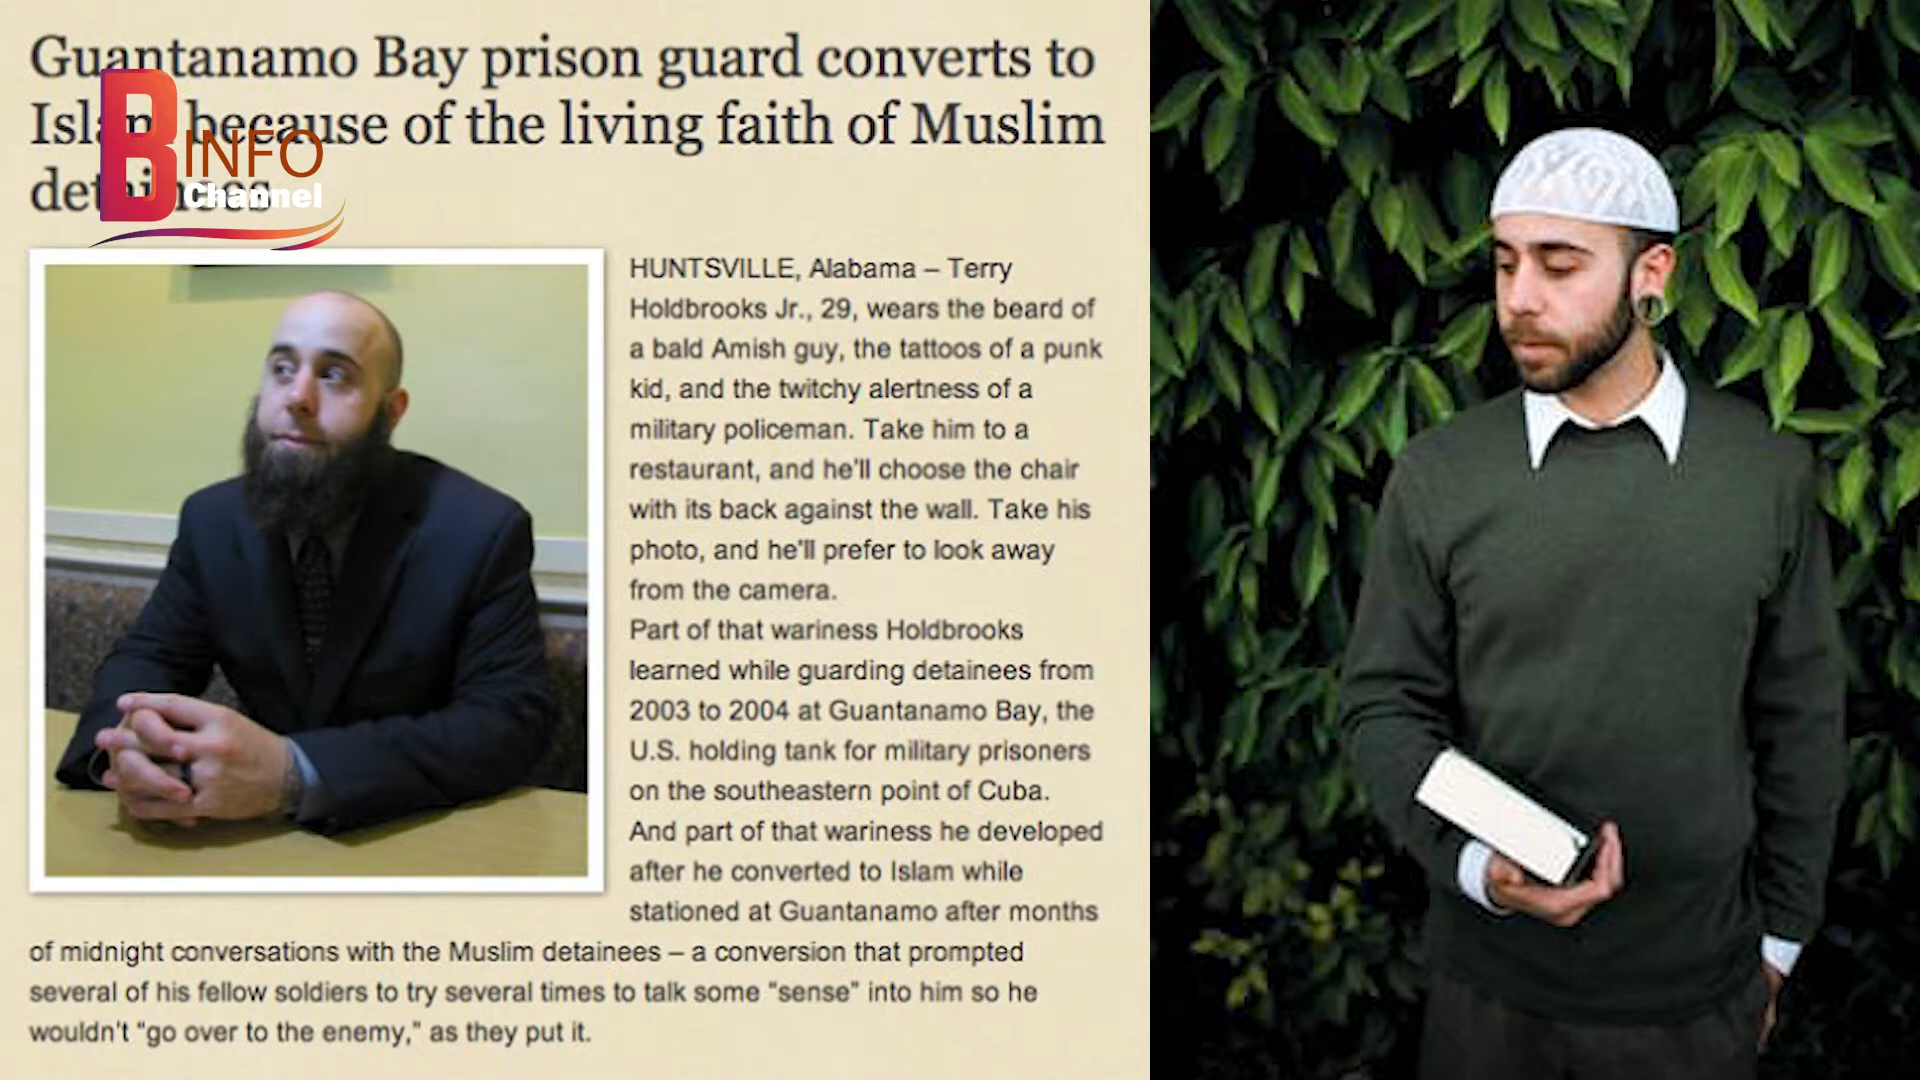 Guantanamo Bay prison guard converts to
Islam because of the living faith of Muslim
detainees
BINFO
Channel
HUNTSVILLE, Alabama – Terry
Holdbrooks Jr., 29, wears the beard of
a bald Amish guy, the tattoos of a punk
kid, and the twitchy alertness of a
military policeman. Take him to a
restaurant, and he'll choose the chair
with its back against the wall. Take his
photo, and he'll prefer to look away
from the camera.
Part of that wariness Holdbrooks
learned while guarding detainees from
2003 to 2004 at Guantanamo Bay, the
U.S. holding tank for military prisoners
on the southeastern point of Cuba.
And part of that wariness he developed
after he converted to Islam while
stationed at Guantanamo after months
of midnight conversations with the Muslim detainees – a conversion that prompted
several of his fellow soldiers to try several times to talk some "sense" into him so he
wouldn't "go over to the enemy," as they put it.